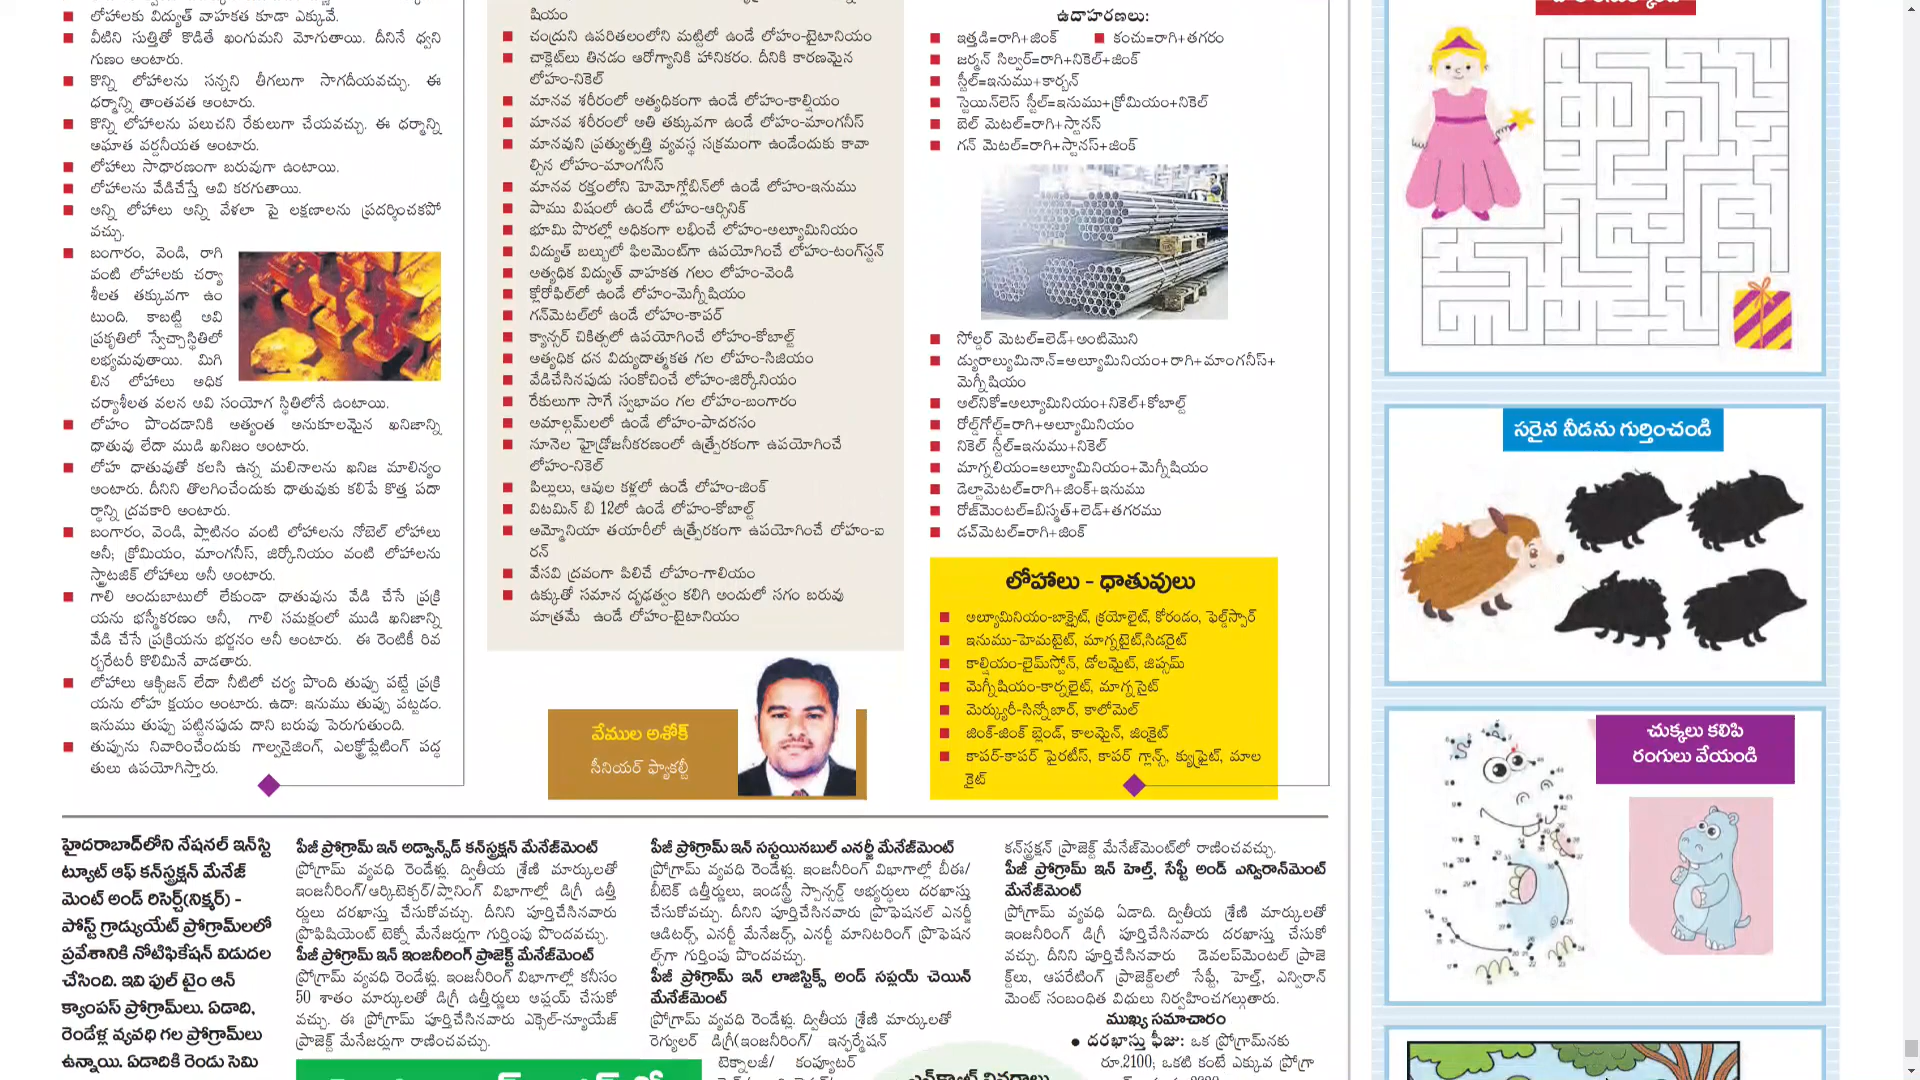 లోహాలకు విద్యుత్ వాహకత కూడా ఎక్కువే.
వీటిని సుత్తితో కొడితే ఖంగుమని మోగుతాయి. దీనినే ధ్వని
గుణం అంటారు.
కొన్ని లోహాలను సన్నని తీగలుగా సాగదీయవచ్చు. ఈ
ధర్మాన్ని తాంతవత అంటారు.
కొన్ని లోహాలను పలుచని రేకులుగా చేయవచ్చు. ఈ ధర్మాన్ని
అఘాత వర్దనీయత అంటారు.
లోహాలు సాధారణంగా బరువుగా ఉంటాయి.
లోహాలను వేడిచేస్తే అవి కరగుతాయి.
అన్ని లోహాలు అన్ని వేళలా పై లక్షణాలను ప్రదర్శించకపో
వచ్చు.
బంగారం, వెండి, రాగి
వంటి లోహాలకు చర్యా
శీలత తక్కువగా ఉం
టుంది. కాబట్టి అవి
ప్రకృతిలో స్వేచ్ఛాస్థితిలో
లభ్యమవుతాయి. మిగి
లిన లోహాలు అధిక
చర్యాశీలత వలన అవి సంయోగ స్థితిలోనే ఉంటాయి.
లోహం పొందడానికి అత్యంత అనుకూలమైన ఖనిజాన్ని
ధాతువు లేదా ముడి ఖనిజం అంటారు.
లోహ ధాతువుతో కలసి ఉన్న మలినాలను ఖనిజ మాలిన్యం
అంటారు. దీనిని తొలగించేందుకు ధాతువుకు కలిపే కొత్త పదా
ర్థాన్ని ద్రవకారి అంటారు.
బంగారం, వెండి, ప్లాటినం వంటి లోహాలను నోబెల్ లోహాలు
అనీ; క్రోమియం, మాంగనీస్, జిర్కోనియం వంటి లోహాలను
స్ట్రాటజిక్ లోహాలు అనీ అంటారు.
గాలి అందుబాటులో లేకుండా ధాతువును వేడి చేసే ప్రక్రి
యను భస్మీకరణం అనీ, గాలి సమక్షంలో ముడి ఖనిజాన్ని
వేడి చేసే ప్రక్రియను భర్జనం అనీ అంటారు. ఈ రెంటికీ రివ
ర్బరేటరీ కొలిమినే వాడతారు.
లోహాలు ఆక్సిజన్ లేదా నీటిలో చర్య పొంది తుప్పు పట్టే ప్రక్రి
యను లోహ క్షయం అంటారు. ఉదా: ఇనుము తుప్పు పట్టడం.
ఇనుము తుప్పు పట్టినపుడు దాని బరువు పెరుగుతుంది.
తుప్పును నివారించేందుకు గాల్వనైజింగ్, ఎలక్ట్రోప్లేటింగ్ పద్ధ
తులు ఉపయోగిస్తారు.
షియం
చంద్రుని ఉపరితలంలోని మట్టిలో ఉండే లోహం-టైటానియం
చాక్లెట్‌లు తినడం ఆరోగ్యానికి హానికరం. దీనికి కారణమైన
లోహం-నికెల్
మానవ శరీరంలో అత్యధికంగా ఉండే లోహం-కాల్షియం
మానవ శరీరంలో అతి తక్కువగా ఉండే లోహం-మాంగనీస్
మానవుని ప్రత్యుత్పత్తి వ్యవస్థ సక్రమంగా ఉండేందుకు కావా
ల్సిన లోహం-మాంగనీస్
మానవ రక్తంలోని హెమోగ్లోబిన్‌లో ఉండే లోహం-ఇనుము
పాము విషంలో ఉండే లోహం-ఆర్సినిక్
భూమి పొరల్లో అధికంగా లభించే లోహం-అల్యూమినియం
విద్యుత్ బల్బులో ఫిలమెంట్‌గా ఉపయోగించే లోహం-టంగ్‌స్టన్
అత్యధిక విద్యుత్ వాహకత గలం లోహం-వెండి
క్లోరోఫిల్‌లో ఉండే లోహం-మెగ్నీషియం
గన్‌మెటల్‌లో ఉండే లోహం-కాపర్
క్యాన్సర్ చికిత్సలో ఉపయోగించే లోహం-కోబాల్ట్
అత్యధిక దన విద్యుదాత్మకత గల లోహం-సిజియం
వేడిచేసినపుడు సంకోచించే లోహం-జిర్కోనియం
రేకులుగా సాగే స్వభావం గల లోహం-బంగారం
అమాల్గమ్‌లలో ఉండే లోహం-పాదరసం
నూనెల హైడ్రోజనీకరణంలో ఉత్ప్రేరకంగా ఉపయోగించే
లోహం-నికెల్
పిల్లులు, ఆవుల కళ్లలో ఉండే లోహం-జింక్
విటమిన్ బి 12లో ఉండే లోహం-కోబాల్ట్
అమ్మోనియా తయారీలో ఉత్ప్రేరకంగా ఉపయోగించే లోహం-ఐ
రన్
వేసవి ద్రవంగా పిలిచే లోహం-గాలియం
ఉక్కుతో సమాన దృఢత్వం కలిగి అందులో సగం బరువు
మాత్రమే ఉండే లోహం-టైటానియం
వేముల అశోక్
సీనియర్ ఫ్యాకల్టీ
ఉదాహరణలు:
ఇత్తడి=రాగి+జింక్ కంచు=రాగి+తగరం
జర్మన్ సిల్వర్=రాగి+నికెల్+జింక్
స్టీల్=ఇనుము+కార్బన్
స్టెయిన్‌లెస్ స్టీల్=ఇనుము+క్రోమియం+నికెల్
బెల్ మెటల్=రాగి+స్టానస్
గన్ మెటల్=రాగి+స్టానస్+జింక్
సోల్డర్ మెటల్=లెడ్+అంటిమొని
డ్యురాల్యుమినాన్=అల్యూమినియం+రాగి+మాంగనీస్+
మెగ్నీషియం
అల్‌నికో=అల్యూమినియం+నికెల్+కోబాల్ట్
రోల్డ్‌గోల్డ్=రాగి+అల్యూమినియం
నికెల్ స్టీల్=ఇనుము+నికెల్
మాగ్నలియం=అల్యూమినియం+మెగ్నీషియం
డెల్టామెటల్=రాగి+జింక్+ఇనుము
రోజ్‌మెంటల్=బిస్మత్+లెడ్+తగరము
డచ్‌మెటల్=రాగి+జింక్
లోహాలు - ధాతువులు
అల్యూమినియం-బాక్సైట్, క్రయోలైట్, కోరండం, ఫెల్డ్‌స్పార్
ఇనుము-హెమటైట్, మాగ్నటైట్,సిడరైట్
కాల్షియం-లైమ్‌స్టోన్, డోలమైట్, జిప్సమ్
మెగ్నీషియం-కార్నలైట్, మాగ్నసైట్
మెర్క్యురీ-సిన్నోబార్, కాలోమెల్
జింక్-జింక్ బ్లెండ్, కాలమైన్, జింకైట్
కాపర్-కాపర్ ఫైరటీస్, కాపర్ గ్లాన్స్, క్యుప్రైట్, మాల
కైట్
సరైన నీడను గుర్తించండి
చుక్కలు కలిపి
రంగులు వేయండి
హైదరాబాద్‌లోని నేషనల్ ఇన్‌స్టి
ట్యూట్ ఆఫ్ కన్‌స్ట్రక్షన్ మేనేజ్
మెంట్ అండ్ రిసెర్చ్(నిక్మర్) -
పోస్ట్ గ్రాడ్యుయేట్ ప్రోగ్రామ్‌లలో
ప్రవేశానికి నోటిఫికేషన్ విడుదల
చేసింది. ఇవి ఫుల్ టైం ఆన్
క్యాంపస్ ప్రోగ్రామ్‌లు. ఏడాది,
రెండేళ్ల వ్యవధి గల ప్రోగ్రామ్‌లు
ఉన్నాయి. ఏడాదికి రెండు సెమి
పీజీ ప్రోగ్రామ్ ఇన్ అడ్వాన్స్‌డ్ కన్‌స్ట్రక్షన్ మేనేజ్‌మెంట్
ప్రోగ్రామ్ వ్యవధి రెండేళ్లు. ద్వితీయ శ్రేణి మార్కులతో
ఇంజనీరింగ్/ఆర్కిటెక్చర్/ప్లానింగ్ విభాగాల్లో డిగ్రీ ఉత్తీ
ర్ణులు దరఖాస్తు చేసుకోవచ్చు. దీనిని పూర్తిచేసినవారు
ప్రొఫిషియెంట్ టెక్నో మేనేజర్లుగా గుర్తింపు పొందవచ్చు.
పీజీ ప్రోగ్రామ్ ఇన్ ఇంజనీరింగ్ ప్రాజెక్ట్ మేనేజ్‌మెంట్
ప్రోగ్రామ్ వ్యవధి రెండేళ్లు. ఇంజనీరింగ్ విభాగాల్లో కనీసం
50 శాతం మార్కులతో డిగ్రీ ఉత్తీర్ణులు అప్లయ్ చేసుకో
వచ్చు. ఈ ప్రోగ్రామ్ పూర్తిచేసినవారు ఎక్సెల్-న్యూయేజ్
ప్రాజెక్ట్ మేనేజర్లుగా రాణించవచ్చు.
పీజీ ప్రోగ్రామ్ ఇన్ సస్టయినబుల్ ఎనర్జీ మేనేజ్‌మెంట్
ప్రోగ్రామ్ వ్యవధి రెండేళ్లు. ఇంజనీరింగ్ విభాగాల్లో బీఈ/
బీటెక్ ఉత్తీర్ణులు, ఇండస్ట్రీ స్పాన్సర్డ్ అభ్యర్థులు దరఖాస్తు
చేసుకోవచ్చు. దీనిని పూర్తిచేసినవారు ప్రొఫెషనల్ ఎనర్జీ
ఆడిటర్స్, ఎనర్జీ మేనేజర్స్, ఎనర్జీ మానిటరింగ్ ప్రొఫెషన
ల్స్‌గా గుర్తింపు పొందవచ్చు.
పీజీ ప్రోగ్రామ్ ఇన్ లాజిస్టిక్స్ అండ్ సప్లయ్ చెయిన్
మేనేజ్‌మెంట్
ప్రోగ్రామ్ వ్యవధి రెండేళ్లు. ద్వితీయ శ్రేణి మార్కులతో
రెగ్యులర్ డిగ్రీ(ఇంజనీరింగ్/ ఇన్ఫర్మేషన్
టెక్నాలజీ/ కంప్యూటర్
కన్‌స్ట్రక్షన్ ప్రాజెక్ట్ మేనేజ్‌మెంట్‌లో రాణించవచ్చు.
పీజీ ప్రోగ్రామ్ ఇన్ హెల్త్, సేఫ్టీ అండ్ ఎన్విరాన్‌మెంట్
మేనేజ్‌మెంట్
ప్రోగ్రామ్ వ్యవధి ఏడాది. ద్వితీయ శ్రేణి మార్కులతో
ఇంజనీరింగ్ డిగ్రీ పూర్తిచేసినవారు దరఖాస్తు చేసుకో
వచ్చు. దీనిని పూర్తిచేసినవారు డెవలప్‌మెంటల్ ప్రాజె
క్ట్‌లు, ఆపరేటింగ్ ప్రాజెక్ట్‌లలో సేఫ్టీ, హెల్త్, ఎన్విరాన్
మెంట్ సంబంధిత విధులు నిర్వహించగల్గుతారు.
ముఖ్య సమాచారం
● దరఖాస్తు ఫీజు: ఒక ప్రోగ్రామ్‌నకు
రూ.2100; ఒకటి కంటే ఎక్కువ ప్రోగ్రా